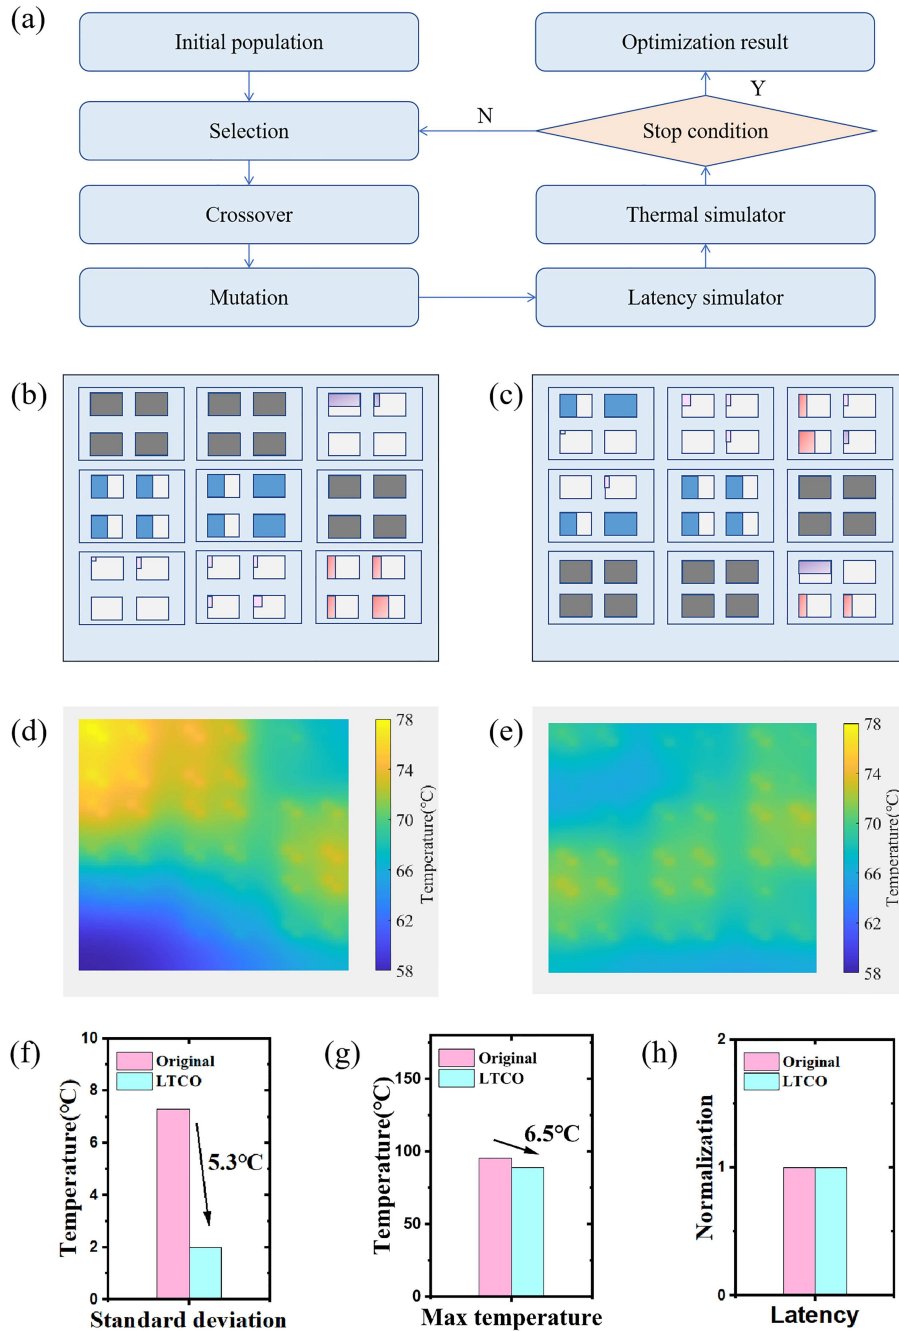 (a)
Initial population
Optimization result
Y
Selection
N
Stop condition
Crossover
Thermal simulator
Mutation
Latency simulator
(b)
(c)
(d)
78
74
70
66
62
58
Temperature(°C)
(e)
78
74
70
66
62
58
Temperature(°C)
(f)
10
8
6
4
2
0
Temperature(°C)
Original
LTCO
5.3°C
Standard deviation
(g)
150
100
50
0
Temperature(°C)
Original
LTCO
6.5°C
Max temperature
(h)
2
1
0
Normalization
Original
LTCO
Latency